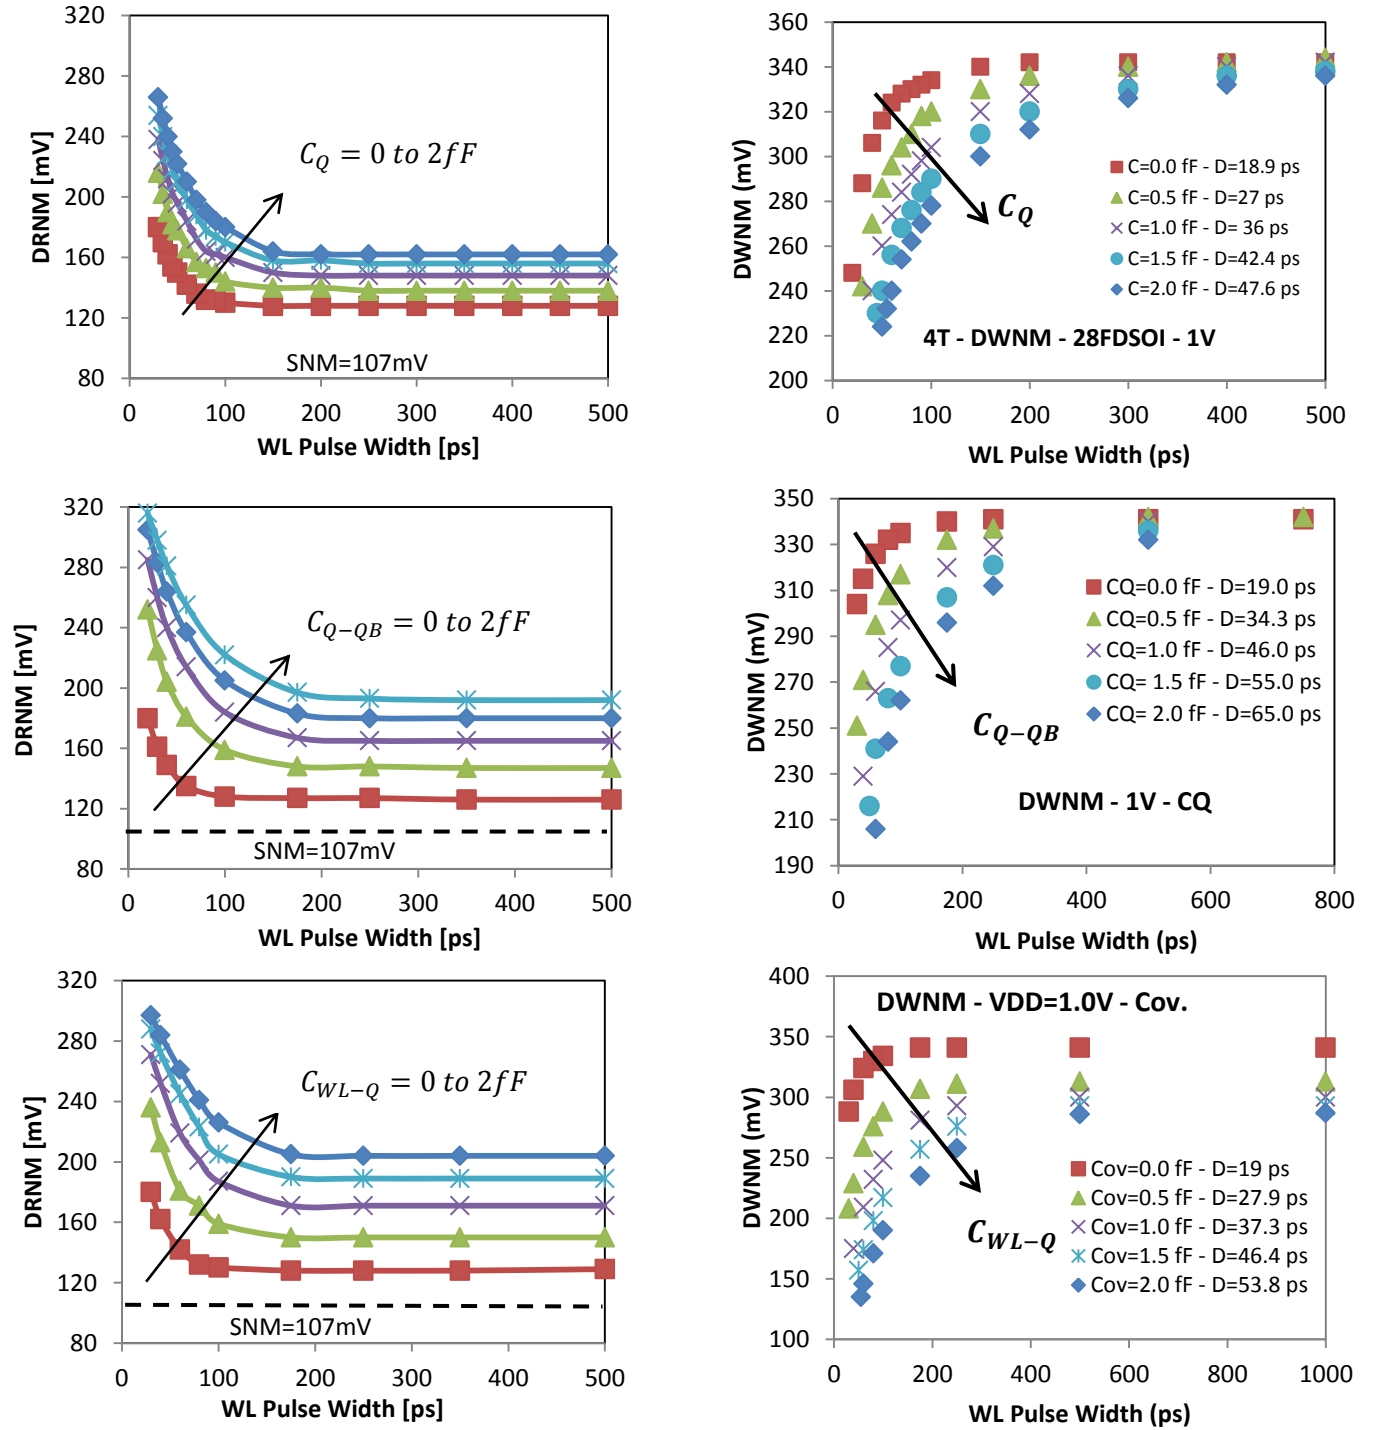 320
280
240
200
160
120
80
DRNM [mV]
C_Q = 0 to 2fF
SNM=107mV
0 100 200 300 400 500
WL Pulse Width [ps]
360
340
320
300
280
260
240
220
200
DWNM (mV)
C=0.0 fF - D=18.9 ps
C=0.5 fF - D=27 ps
C=1.0 fF - D= 36 ps
C=1.5 fF - D=42.4 ps
C=2.0 fF - D=47.6 ps
C_Q
4T - DWNM - 28FDSOI - 1V
0 100 200 300 400 500
WL Pulse Width (ps)
320
280
240
200
160
120
80
DRNM [mV]
C_{Q-QB} = 0 to 2fF
SNM=107mV
0 100 200 300 400 500
WL Pulse Width [ps]
350
330
310
290
270
250
230
210
190
DWNM (mV)
CQ=0.0 fF - D=19.0 ps
CQ=0.5 fF - D=34.3 ps
CQ=1.0 fF - D=46.0 ps
CQ= 1.5 fF - D=55.0 ps
CQ= 2.0 fF - D=65.0 ps
C_{Q-QB}
DWNM - 1V - CQ
0 200 400 600 800
WL Pulse Width (ps)
320
280
240
200
160
120
80
DRNM [mV]
C_{WL-Q} = 0 to 2fF
SNM=107mV
0 100 200 300 400 500
WL Pulse Width [ps]
400
350
300
250
200
150
100
DWNM (mV)
DWNM - VDD=1.0V - Cov.
Cov=0.0 fF - D=19 ps
Cov=0.5 fF - D=27.9 ps
Cov=1.0 fF - D=37.3 ps
Cov=1.5 fF - D=46.4 ps
Cov=2.0 fF - D=53.8 ps
C_{WL-Q}
0 200 400 600 800 1000
WL Pulse Width (ps)